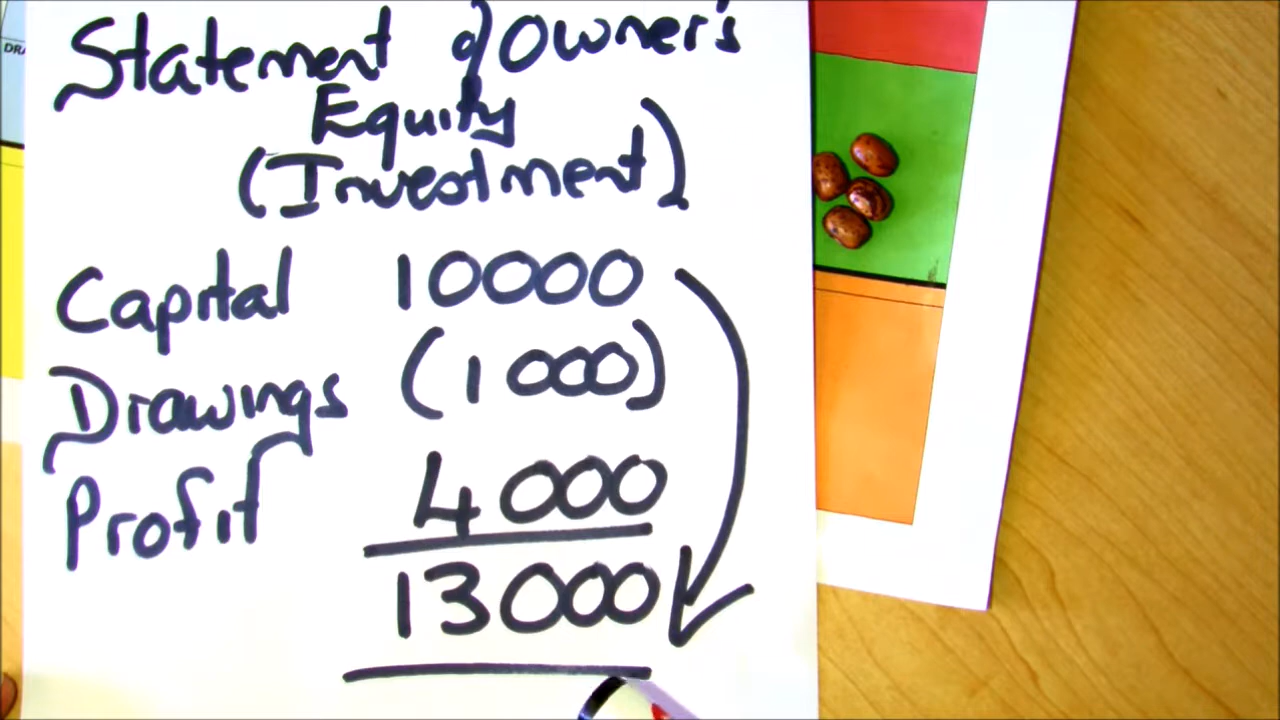 Statement of Owner's
Equity
(Investment)
Capital 10000
Drawings (1000)
Profit 4000
13000